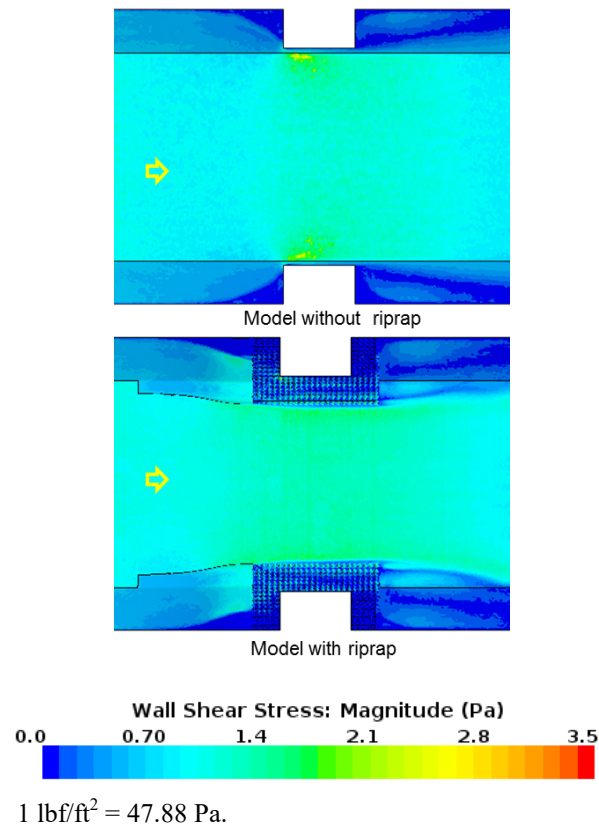 Model without riprap
Model with riprap
Wall Shear Stress: Magnitude (Pa)
0.0 0.70 1.4 2.1 2.8 3.5
1 lbf/ft² = 47.88 Pa.